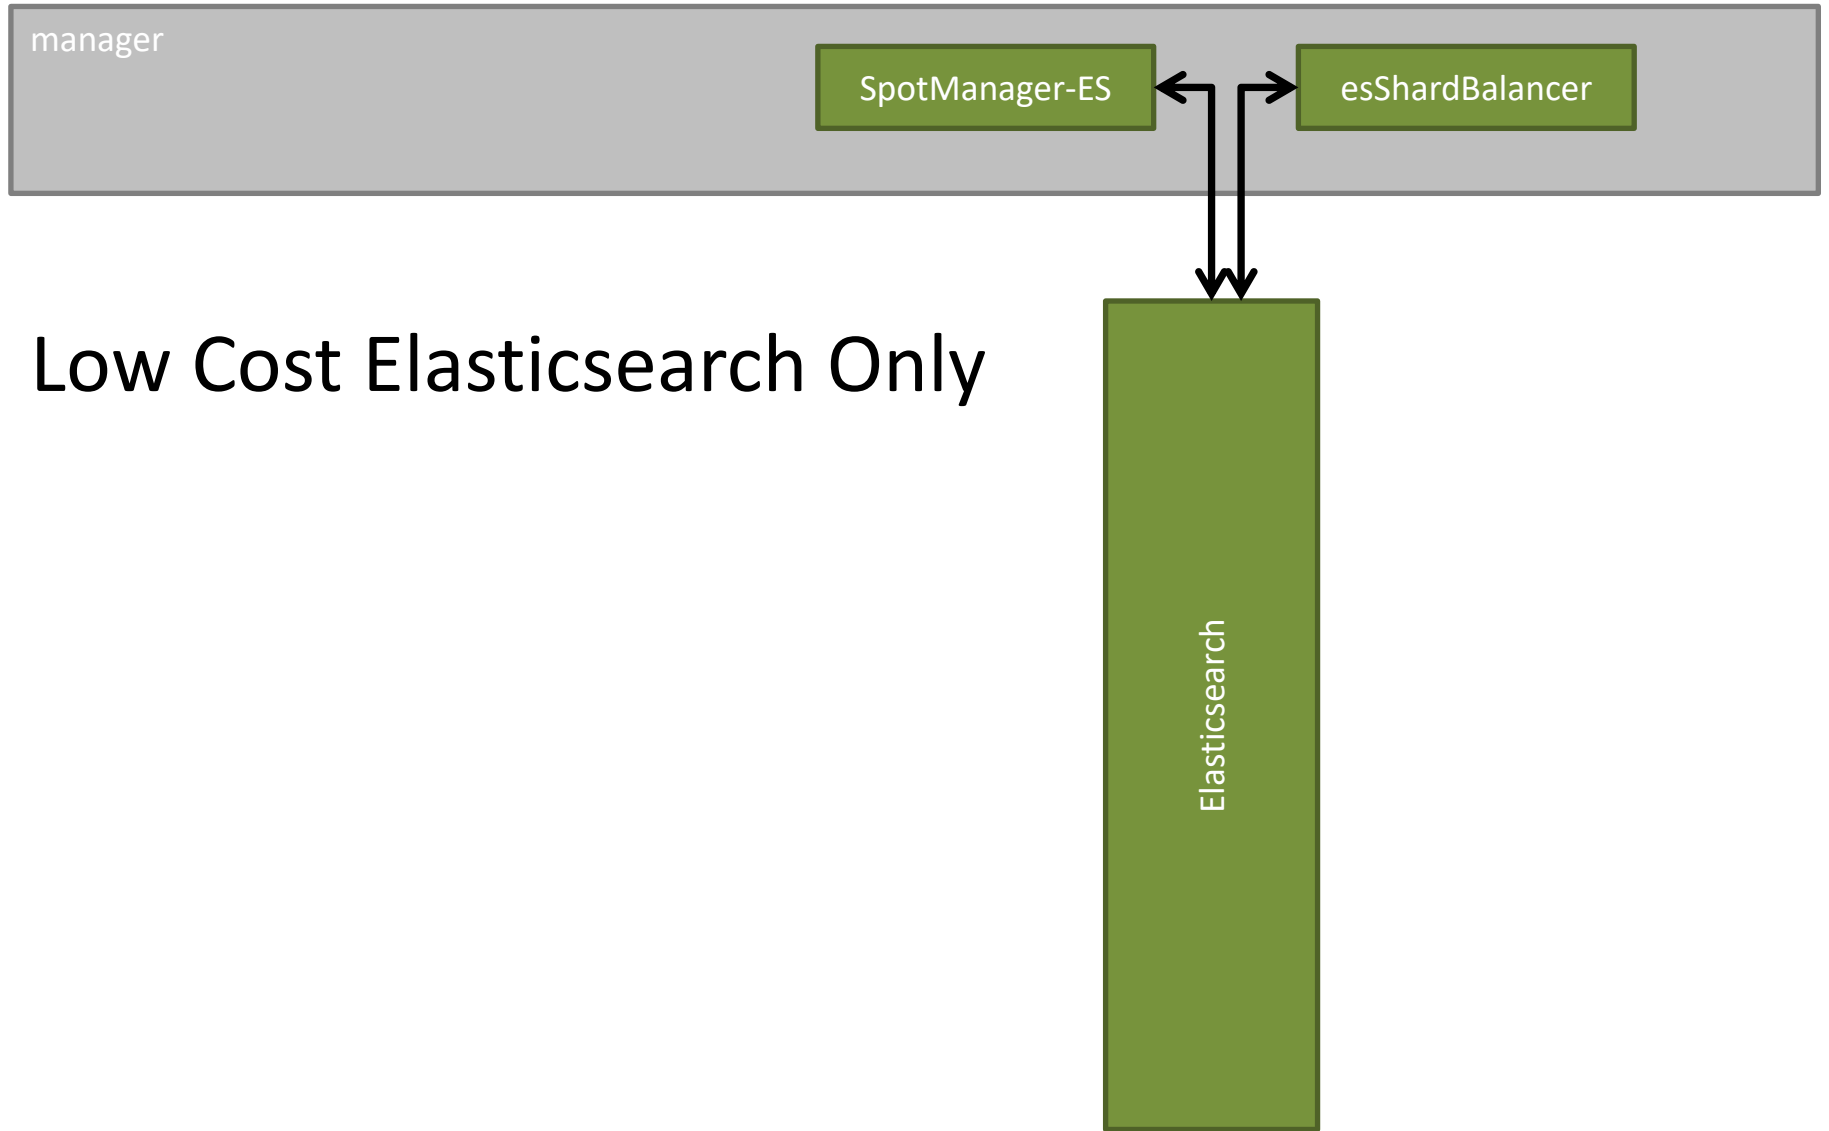 manager
SpotManager-ES
esShardBalancer
Low Cost Elasticsearch Only
Elasticsearch